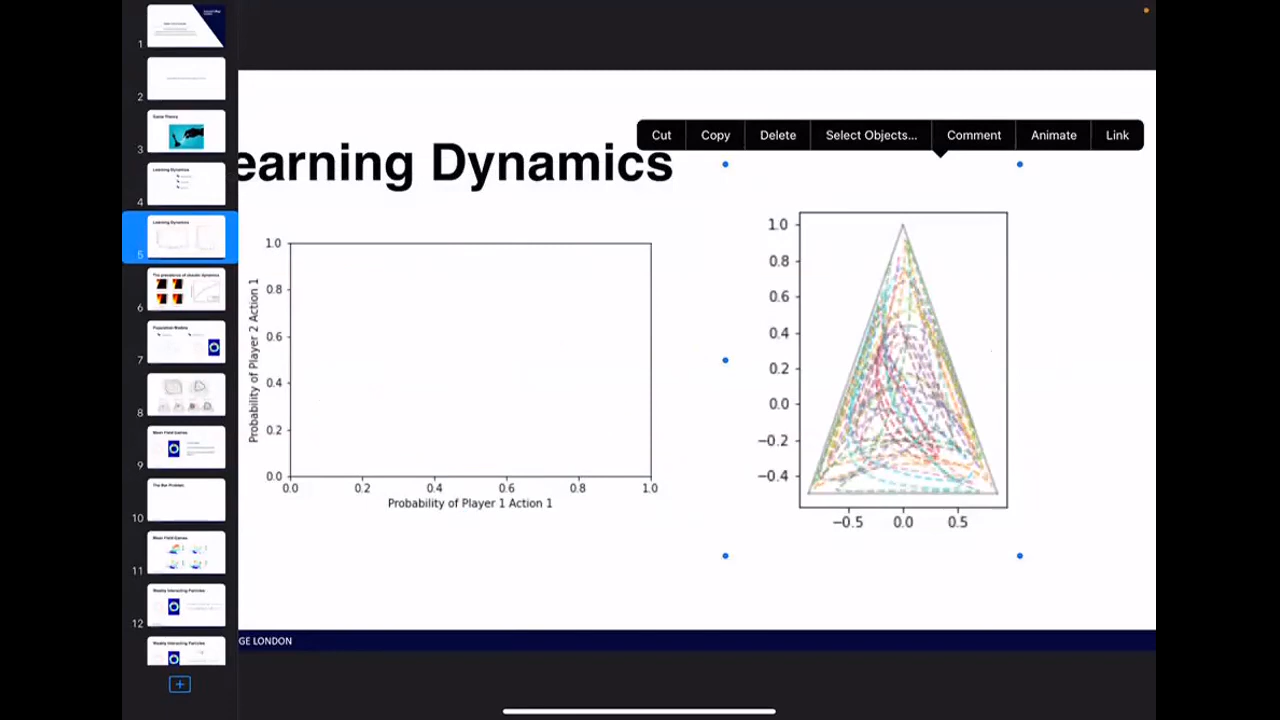 Cut Copy Delete Select Objects... Comment Animate Link
earning Dynamics
1.0
0.8
0.6
0.4
0.2
0.0
Probability of Player 2 Action 1
0.0 0.2 0.4 0.6 0.8 1.0
Probability of Player 1 Action 1
1.0
0.8
0.6
0.4
0.2
0.0
−0.2
−0.4
−0.5 0.0 0.5
GE LONDON
1
2
Game Theory
3
Learning Dynamics
4
Learning Dynamics
5
The prevalence of chaotic dynamics
6
Population Models
7
8
Mean Field Games
9
The Bar Problem
10
Mean Field Games
11
Weakly Interacting Particles
12
Weakly Interacting Particles